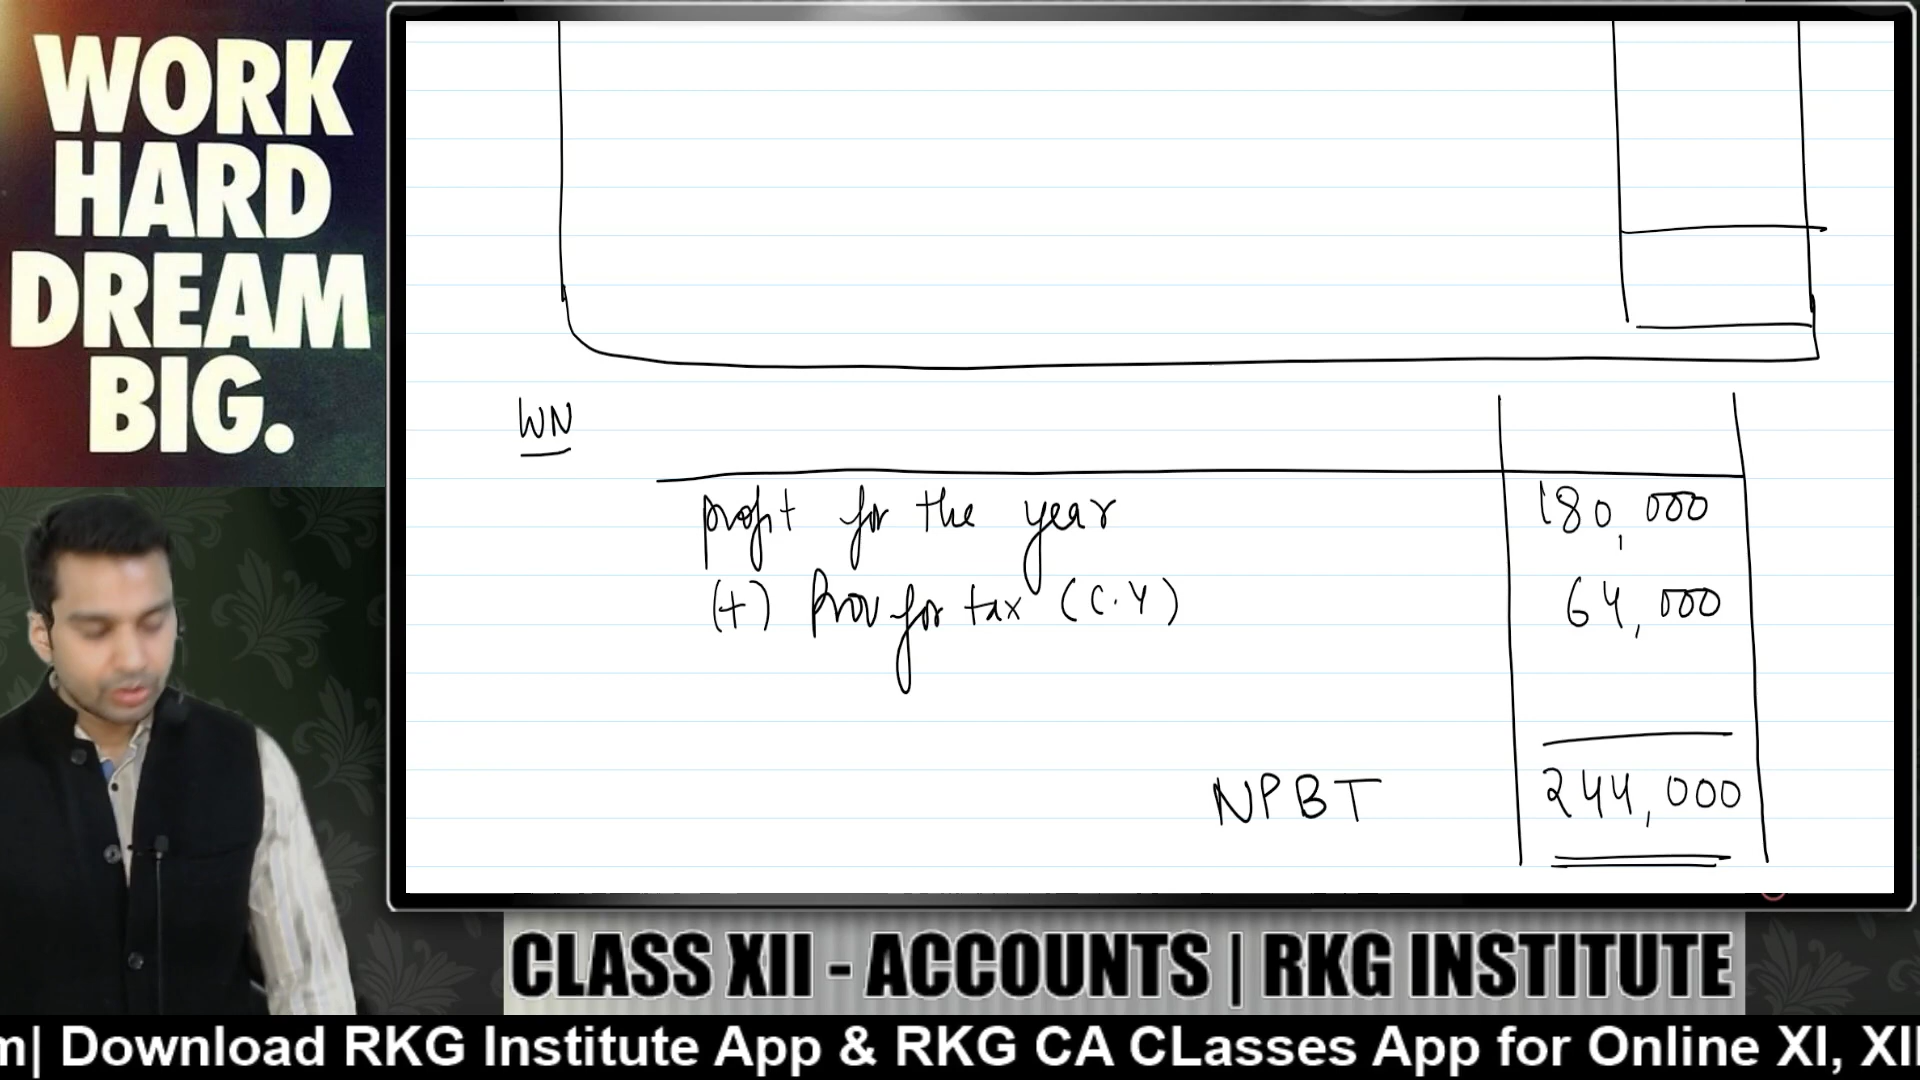 WORK
HARD
DREAM
BIG.
WN
profit for the year 180,000
(+) Prov for tax (C.Y) 64,000
NPBT 244,000
CLASS XII - ACCOUNTS | RKG INSTITUTE
m| Download RKG Institute App & RKG CA CLasses App for Online XI, XII